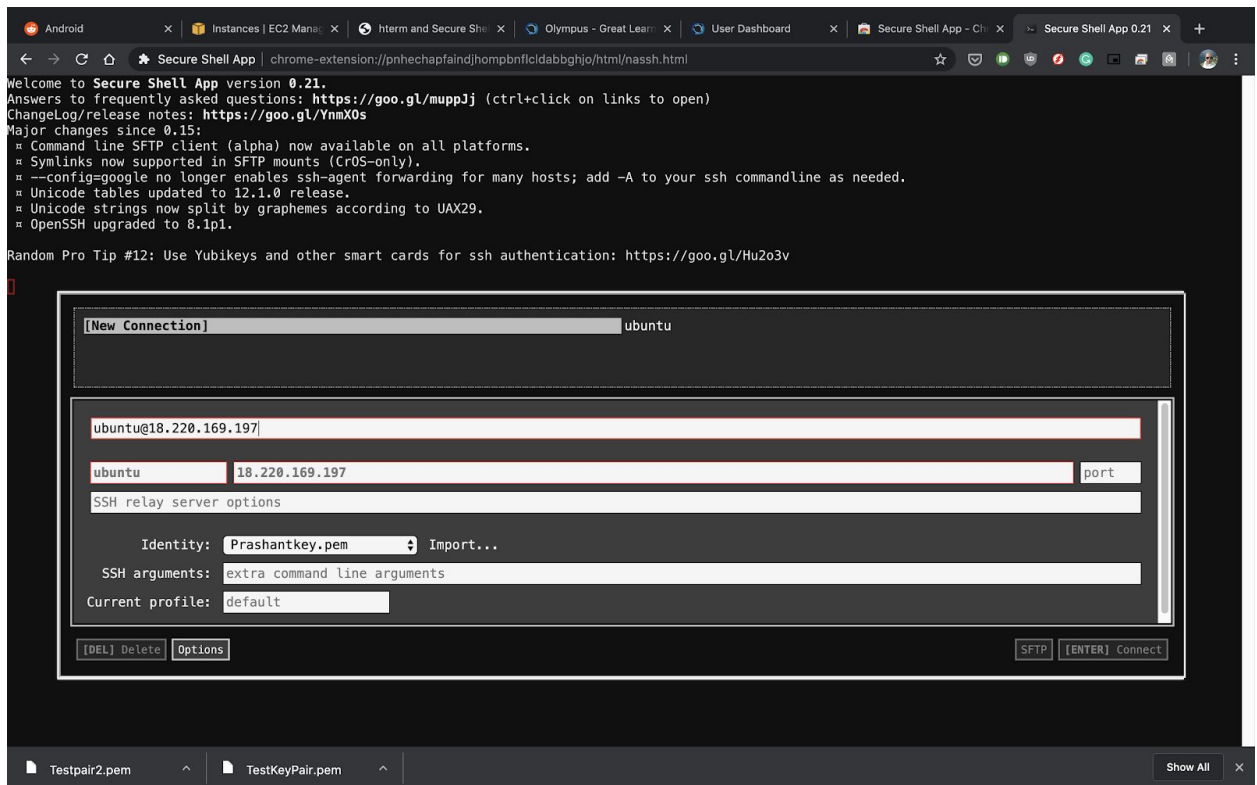 Android
Instances | EC2 Manag
hterm and Secure She
Olympus - Great Learn
User Dashboard
Secure Shell App - Ch
Secure Shell App 0.21
Secure Shell App | chrome-extension://pnhechapfaindjhompbnflcldabbghjo/html/nassh.html
Welcome to Secure Shell App version 0.21.
Answers to frequently asked questions: https://goo.gl/muppJj (ctrl+click on links to open)
ChangeLog/release notes: https://goo.gl/YnmXOs
Major changes since 0.15:
¤ Command line SFTP client (alpha) now available on all platforms.
¤ Symlinks now supported in SFTP mounts (CrOS-only).
¤ --config=google no longer enables ssh-agent forwarding for many hosts; add -A to your ssh commandline as needed.
¤ Unicode tables updated to 12.1.0 release.
¤ Unicode strings now split by graphemes according to UAX29.
¤ OpenSSH upgraded to 8.1p1.
Random Pro Tip #12: Use Yubikeys and other smart cards for ssh authentication: https://goo.gl/Hu2o3v
[New Connection] ubuntu
ubuntu@18.220.169.197
ubuntu 18.220.169.197 port
SSH relay server options
Identity: Prashantkey.pem Import...
SSH arguments: extra command line arguments
Current profile: default
[DEL] Delete Options SFTP [ENTER] Connect
Testpair2.pem TestKeyPair.pem Show All